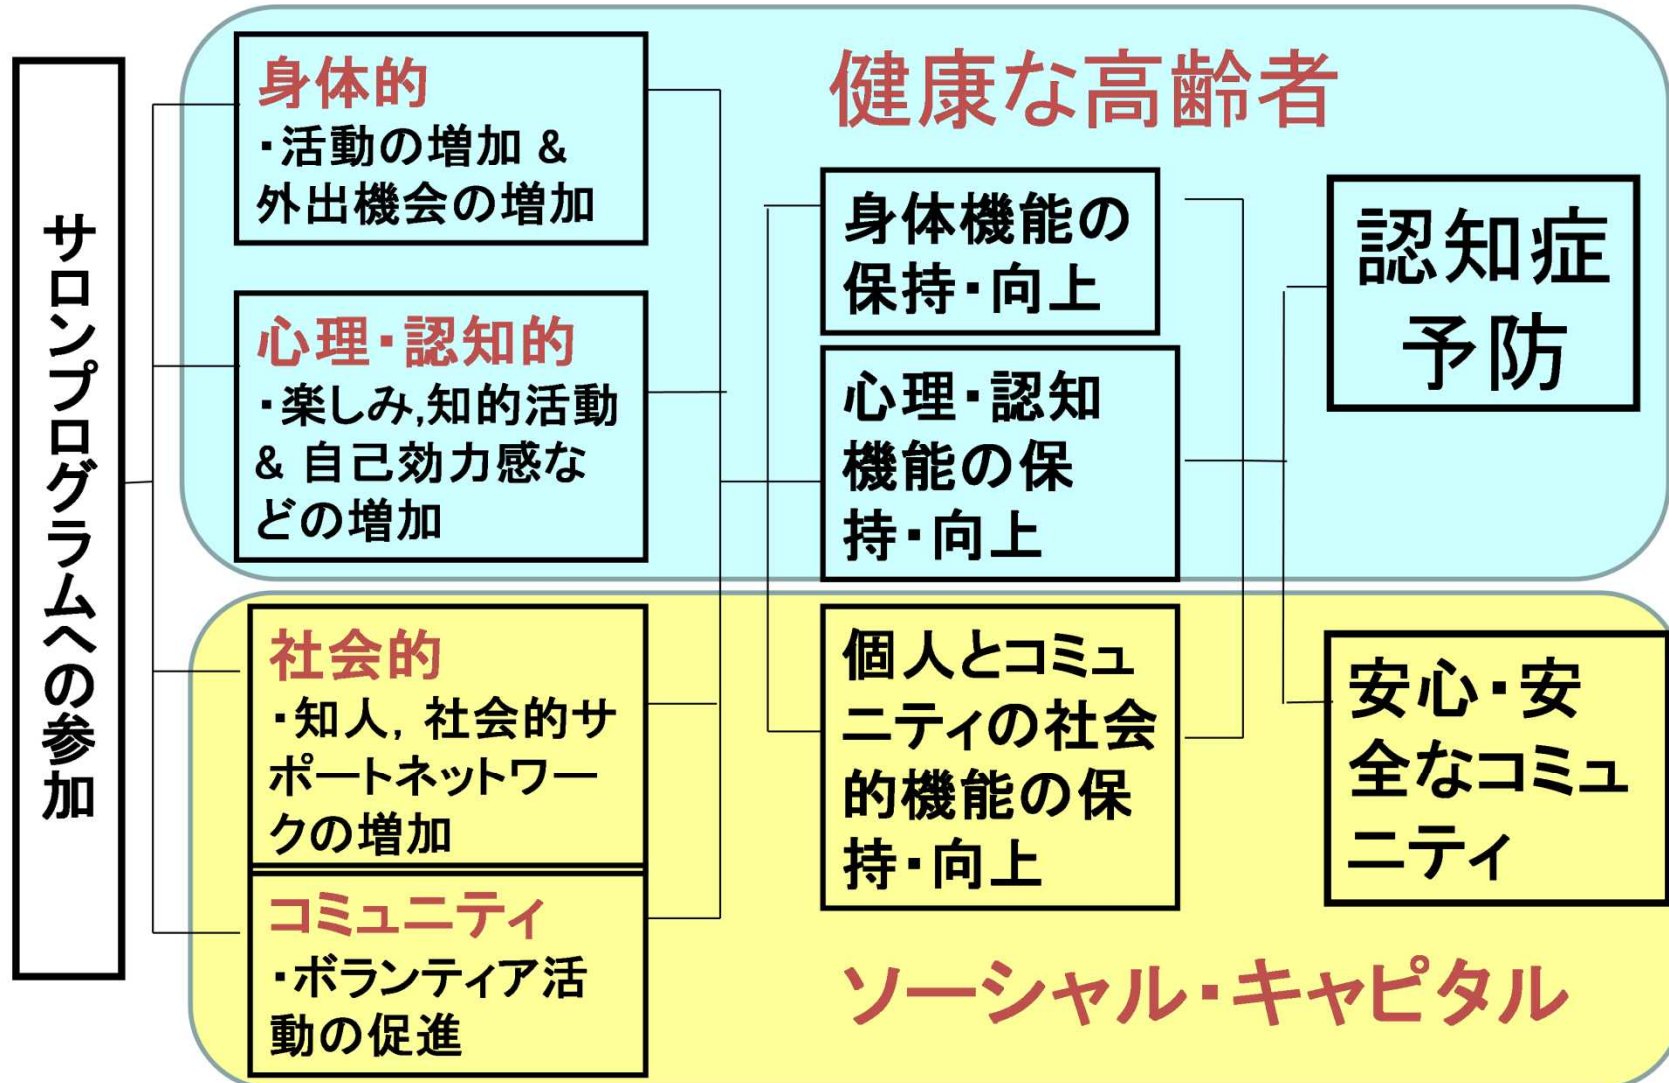 サロンプログラムへの参加
身体的
・活動の増加 &
外出機会の増加
心理・認知的
・楽しみ,知的活動
& 自己効力感な
どの増加
社会的
・知人, 社会的サ
ポートネットワー
クの増加
コミュニティ
・ボランティア活
動の促進
健康な高齢者
身体機能の
保持・向上
心理・認知
機能の保
持・向上
個人とコミュ
ニティの社会
的機能の保
持・向上
認知症
予防
安心・安
全なコミュ
ニティ
ソーシャル・キャピタル